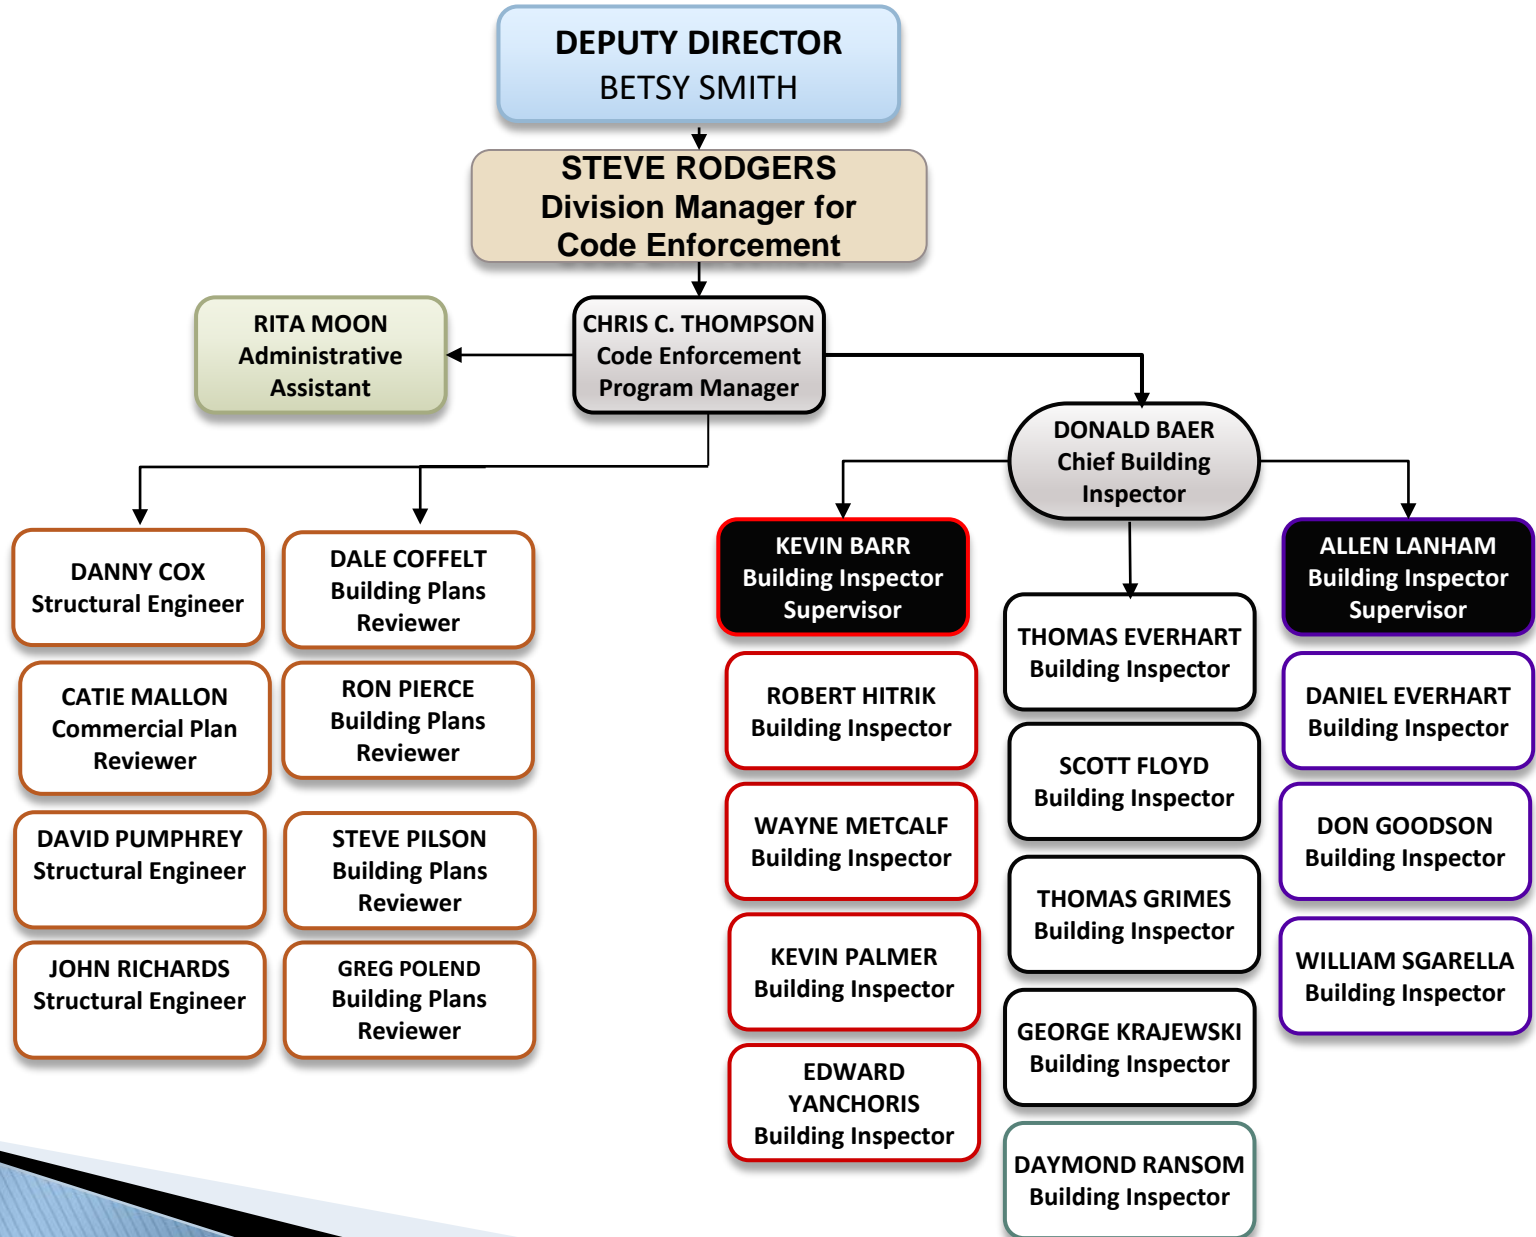 DEPUTY DIRECTOR
BETSY SMITH
STEVE RODGERS
Division Manager for
Code Enforcement
RITA MOON
Administrative
Assistant
CHRIS C. THOMPSON
Code Enforcement
Program Manager
DONALD BAER
Chief Building
Inspector
DANNY COX
Structural Engineer
CATIE MALLON
Commercial Plan
Reviewer
DAVID PUMPHREY
Structural Engineer
JOHN RICHARDS
Structural Engineer
DALE COFFELT
Building Plans
Reviewer
RON PIERCE
Building Plans
Reviewer
STEVE PILSON
Building Plans
Reviewer
GREG POLEND
Building Plans
Reviewer
KEVIN BARR
Building Inspector
Supervisor
ROBERT HITRIK
Building Inspector
WAYNE METCALF
Building Inspector
KEVIN PALMER
Building Inspector
EDWARD
YANCHORIS
Building Inspector
THOMAS EVERHART
Building Inspector
SCOTT FLOYD
Building Inspector
THOMAS GRIMES
Building Inspector
GEORGE KRAJEWSKI
Building Inspector
DAYMOND RANSOM
Building Inspector
ALLEN LANHAM
Building Inspector
Supervisor
DANIEL EVERHART
Building Inspector
DON GOODSON
Building Inspector
WILLIAM SGARELLA
Building Inspector